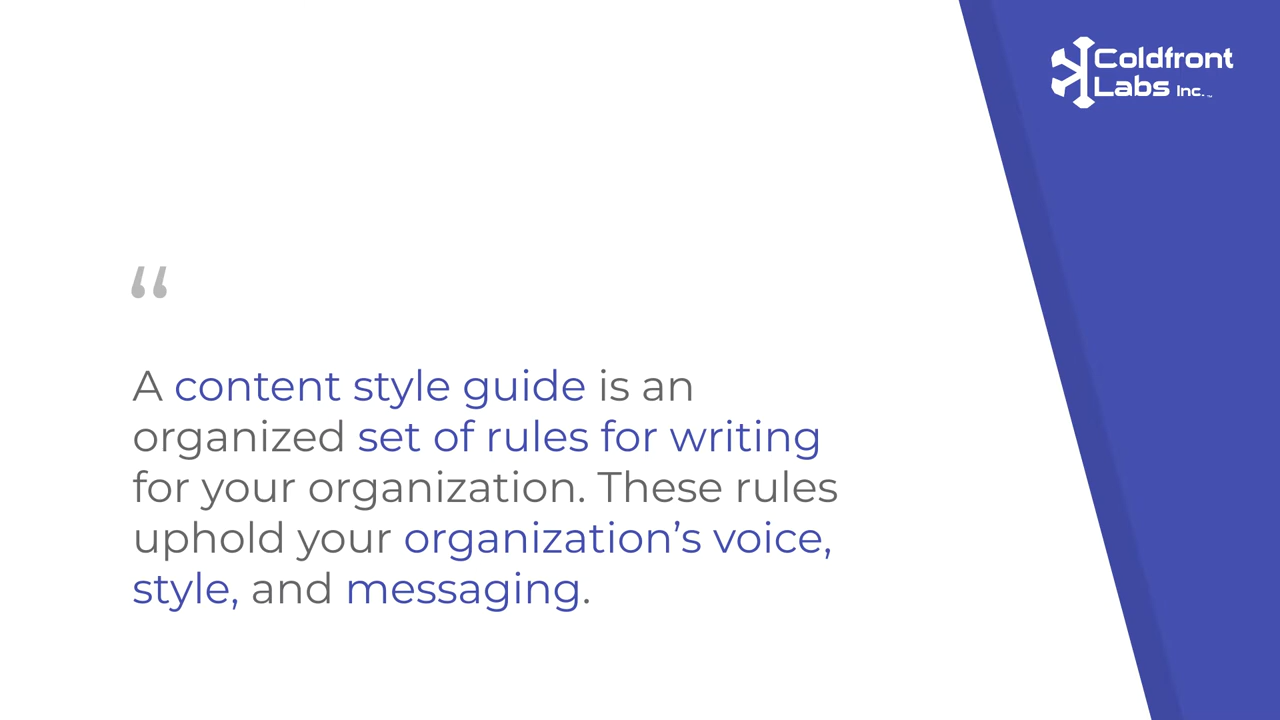 Coldfront
Labs Inc.™
“
A content style guide is an
organized set of rules for writing
for your organization. These rules
uphold your organization’s voice,
style, and messaging.